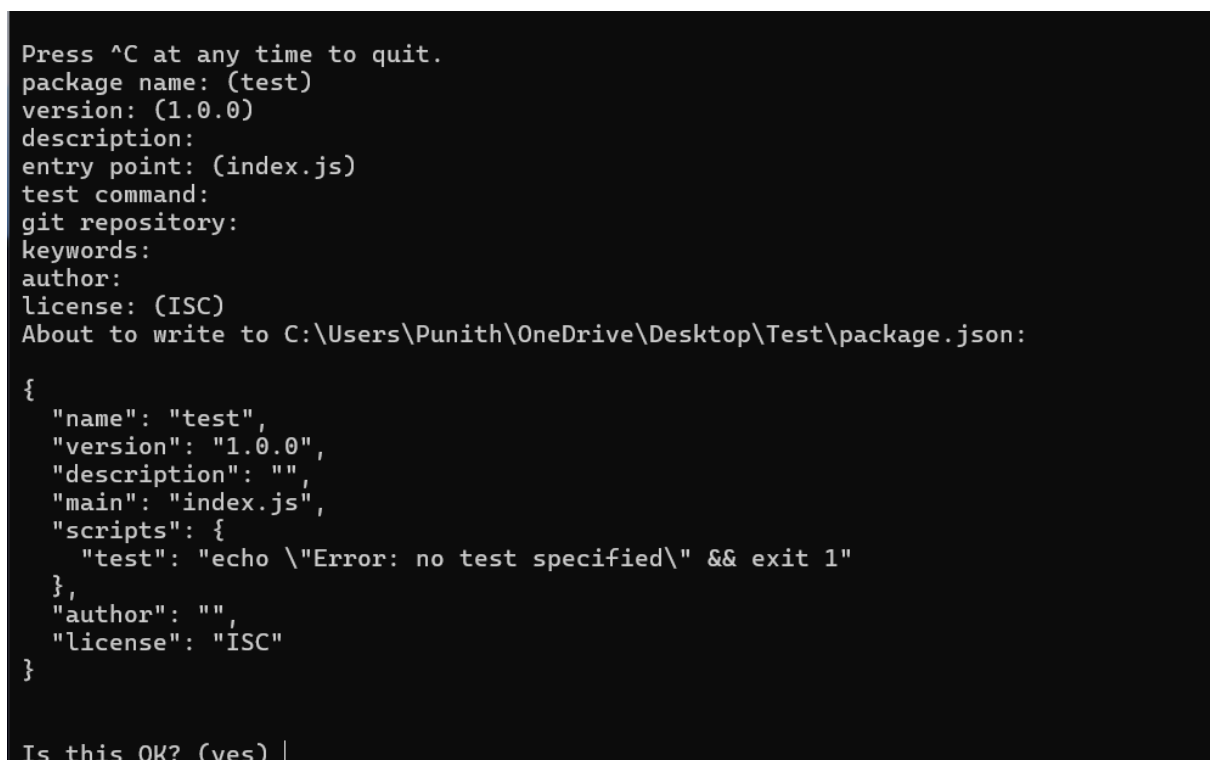 Press ^C at any time to quit.
package name: (test)
version: (1.0.0)
description:
entry point: (index.js)
test command:
git repository:
keywords:
author:
license: (ISC)
About to write to C:\Users\Punith\OneDrive\Desktop\Test\package.json:
{
  "name": "test",
  "version": "1.0.0",
  "description": "",
  "main": "index.js",
  "scripts": {
    "test": "echo \"Error: no test specified\" && exit 1"
  },
  "author": "",
  "license": "ISC"
}
Is this OK? (yes)